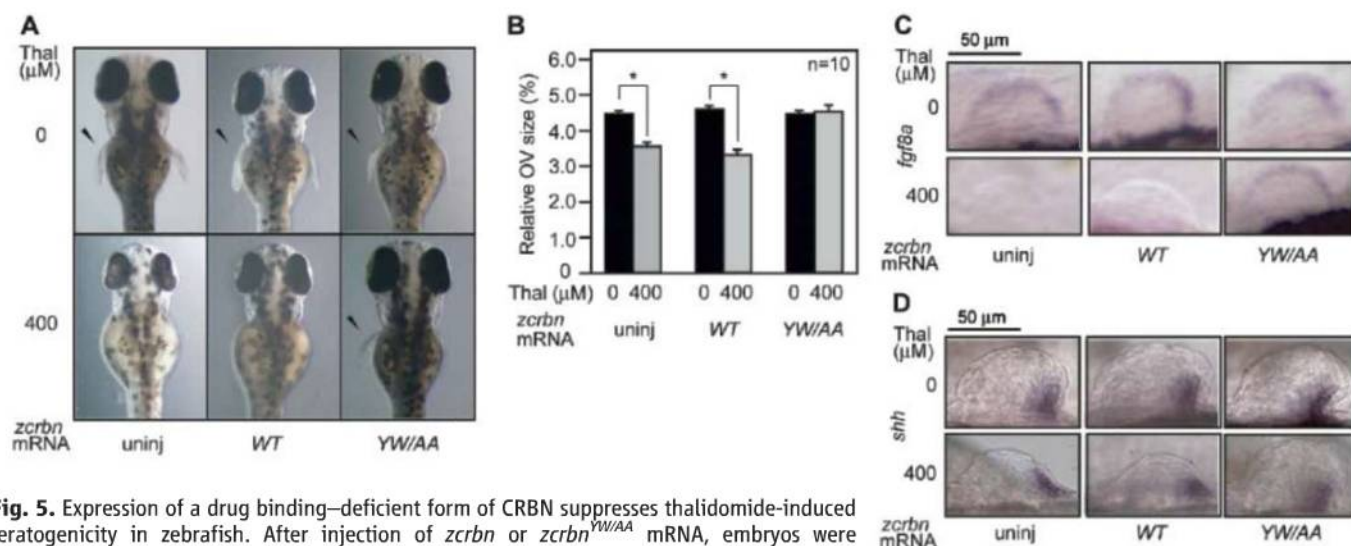 A
Thal
(μM)
0
400
zcrbn
mRNA
uninj
WT
YW/AA
B
Relative OV size (%)
6.0
5.0
4.0
3.0
2.0
1.0
0
n=10
*
*
Thal (μM) 0 400 0 400 0 400
zcrbn
mRNA
uninj
WT
YW/AA
C
50 μm
Thal
(μM)
0
fgf8a
400
zcrbn
mRNA
uninj
WT
YW/AA
D
50 μm
Thal
(μM)
0
shh
400
zcrbn
mRNA
uninj
WT
YW/AA
ig. 5. Expression of a drug binding–deficient form of CRBN suppresses thalidomide-induced
eratogenicity in zebrafish. After injection of zcrbn or zcrbn^YW/AA mRNA, embryos were